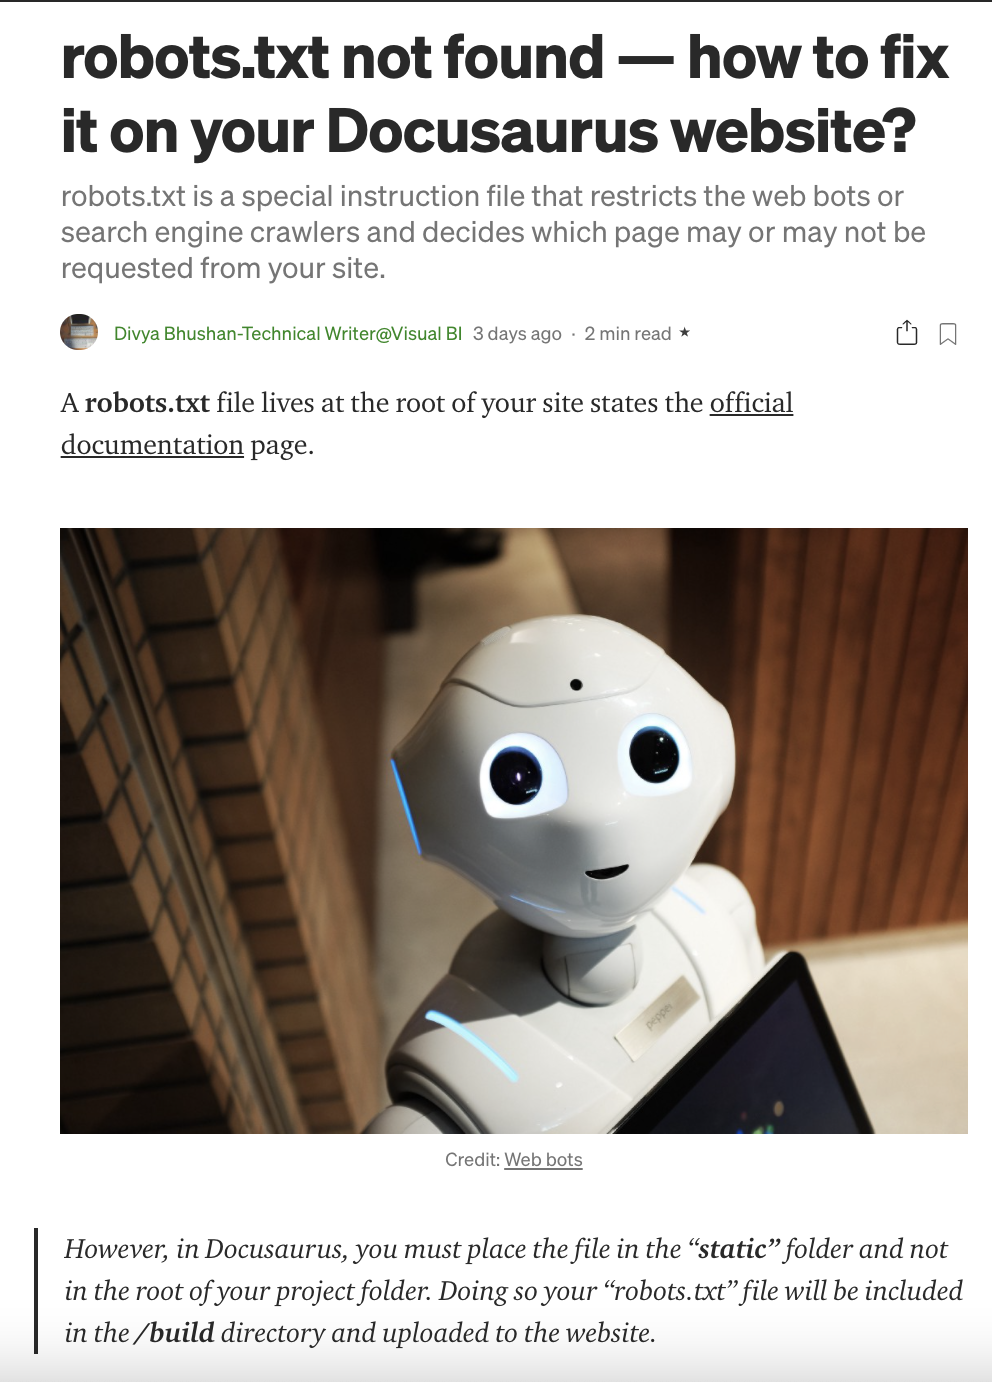 robots.txt not found — how to fix
it on your Docusaurus website?
robots.txt is a special instruction file that restricts the web bots or
search engine crawlers and decides which page may or may not be
requested from your site.
Divya Bhushan-Technical Writer@Visual BI 3 days ago · 2 min read ★
A robots.txt file lives at the root of your site states the official
documentation page.
pepper
Credit: Web bots
However, in Docusaurus, you must place the file in the “static” folder and not
in the root of your project folder. Doing so your “robots.txt” file will be included
in the /build directory and uploaded to the website.